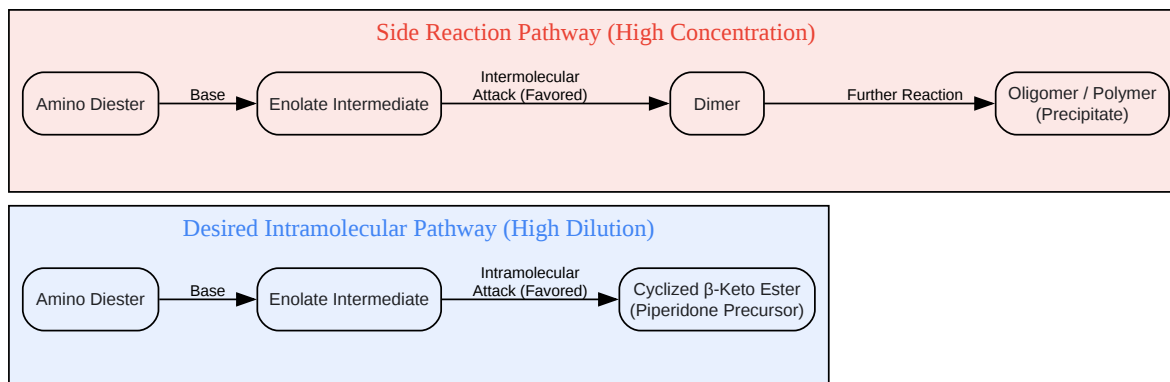 Side Reaction Pathway (High Concentration)
Amino Diester
Base
Enolate Intermediate
Intermolecular
Attack (Favored)
Dimer
Further Reaction
Oligomer / Polymer
(Precipitate)
Desired Intramolecular Pathway (High Dilution)
Amino Diester
Base
Enolate Intermediate
Intramolecular
Attack (Favored)
Cyclized β-Keto Ester
(Piperidone Precursor)